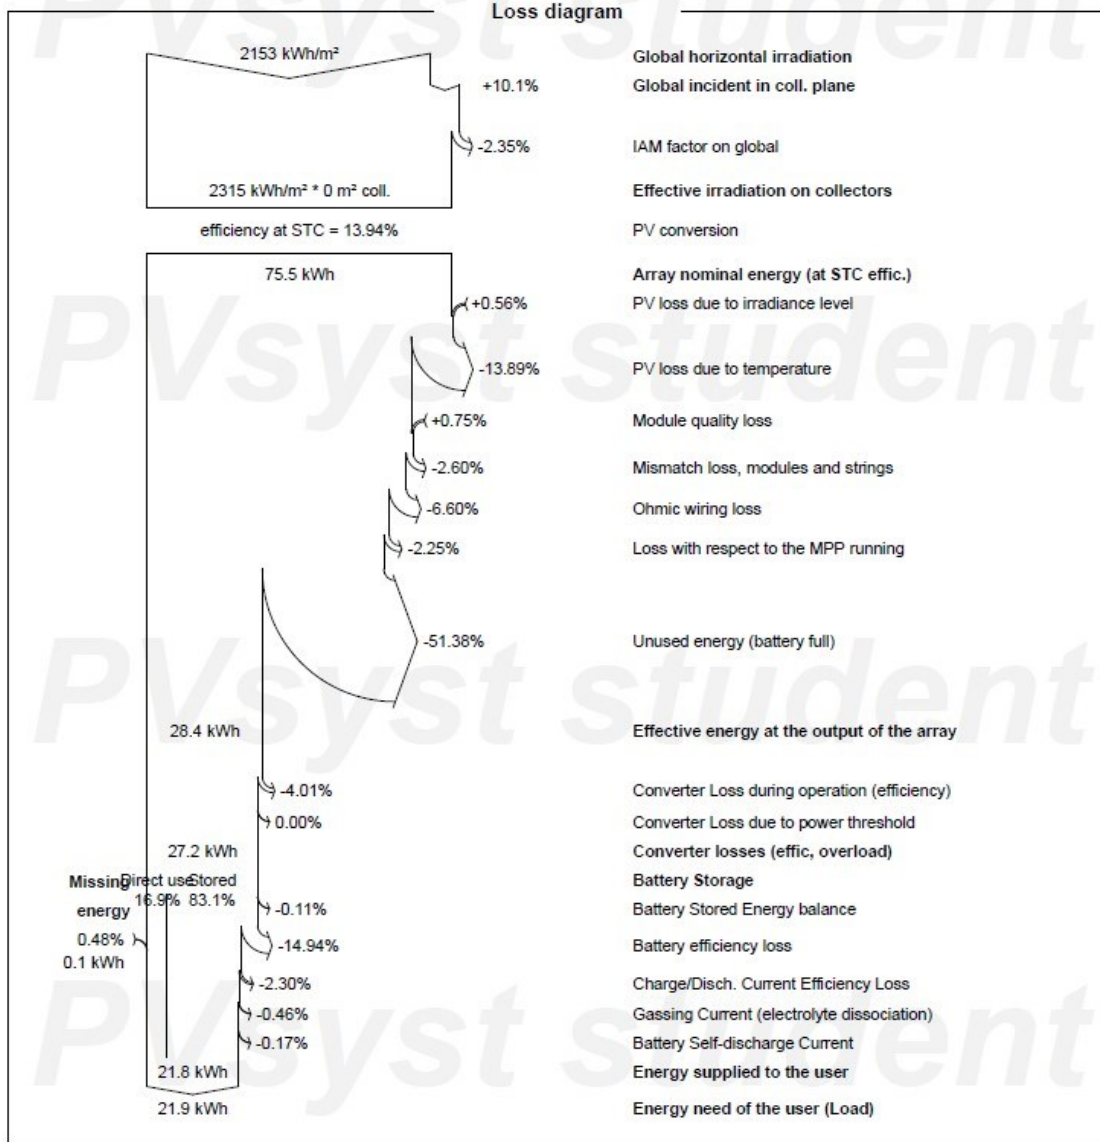 Loss diagram
2153 kWh/m² Global horizontal irradiation
+10.1% Global incident in coll. plane
-2.35% IAM factor on global
2315 kWh/m² * 0 m² coll. Effective irradiation on collectors
efficiency at STC = 13.94% PV conversion
75.5 kWh Array nominal energy (at STC effic.)
+0.56% PV loss due to irradiance level
-13.89% PV loss due to temperature
+0.75% Module quality loss
-2.60% Mismatch loss, modules and strings
-6.60% Ohmic wiring loss
-2.25% Loss with respect to the MPP running
-51.38% Unused energy (battery full)
28.4 kWh Effective energy at the output of the array
-4.01% Converter Loss during operation (efficiency)
0.00% Converter Loss due to power threshold
27.2 kWh Converter losses (effic, overload)
Missing Direct use Stored Battery Storage
energy 16.9% 83.1% -0.11% Battery Stored Energy balance
0.48% -14.94% Battery efficiency loss
0.1 kWh
-2.30% Charge/Disch. Current Efficiency Loss
-0.46% Gassing Current (electrolyte dissociation)
-0.17% Battery Self-discharge Current
21.8 kWh Energy supplied to the user
21.9 kWh Energy need of the user (Load)
PVsyst student
PVsyst student
PVsyst student
PVsyst student